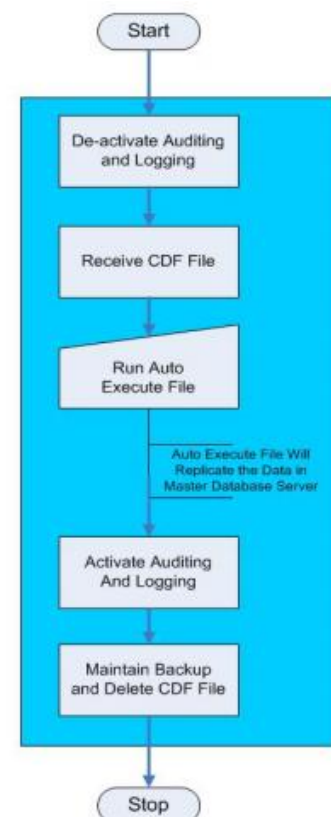 Start
De-activate Auditing
and Logging
Receive CDF File
Run Auto
Execute File
Auto Execute File Will
Replicate the Data in
Master Database Server
Activate Auditing
And Logging
Maintain Backup
and Delete CDF File
Stop